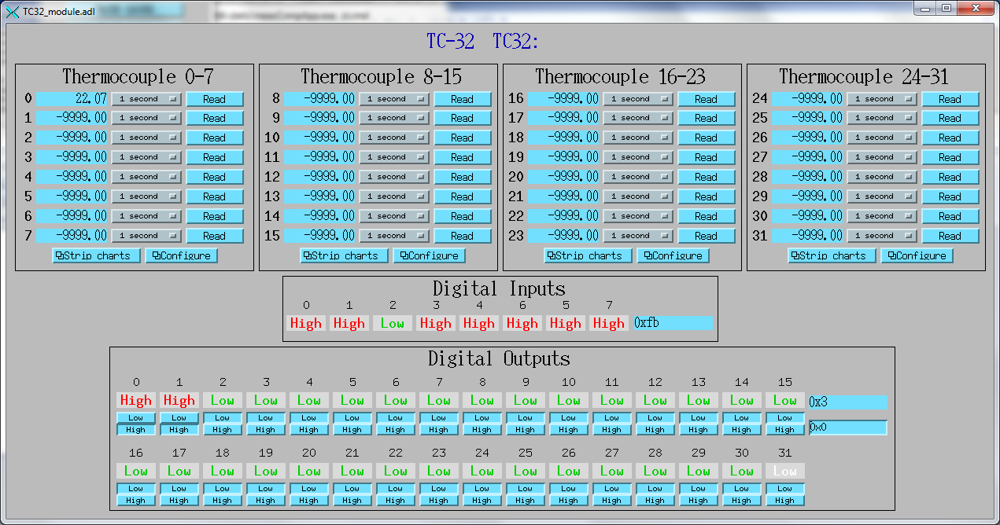 TC32_module.adl
TC-32 TC32:
Thermocouple 0-7 Thermocouple 8-15 Thermocouple 16-23 Thermocouple 24-31
0 22.07 1 second Read 8 -9999.00 1 second Read 16 -9999.00 1 second Read 24 -9999.00 1 second Read
1 -9999.00 1 second Read 9 -9999.00 1 second Read 17 -9999.00 1 second Read 25 -9999.00 1 second Read
2 -9999.00 1 second Read 10 -9999.00 1 second Read 18 -9999.00 1 second Read 26 -9999.00 1 second Read
3 -9999.00 1 second Read 11 -9999.00 1 second Read 19 -9999.00 1 second Read 27 -9999.00 1 second Read
4 -9999.00 1 second Read 12 -9999.00 1 second Read 20 -9999.00 1 second Read 28 -9999.00 1 second Read
5 -9999.00 1 second Read 13 -9999.00 1 second Read 21 -9999.00 1 second Read 29 -9999.00 1 second Read
6 -9999.00 1 second Read 14 -9999.00 1 second Read 22 -9999.00 1 second Read 30 -9999.00 1 second Read
7 -9999.00 1 second Read 15 -9999.00 1 second Read 23 -9999.00 1 second Read 31 -9999.00 1 second Read
Strip charts Configure Strip charts Configure Strip charts Configure Strip charts Configure
Digital Inputs
0 1 2 3 4 6 5 7
High High Low High High High High High 0xfb
Digital Outputs
0 1 2 3 4 5 6 7 8 9 10 11 12 13 14 15
High High Low Low Low Low Low Low Low Low Low Low Low Low Low Low 0x3
Low Low Low Low Low Low Low Low Low Low Low Low Low Low Low Low
High High High High High High High High High High High High High High High High 0x0
16 17 18 19 20 21 22 23 24 25 26 27 28 29 30 31
Low Low Low Low Low Low Low Low Low Low Low Low Low Low Low Low
Low Low Low Low Low Low Low Low Low Low Low Low Low Low Low Low
High High High High High High High High High High High High High High High High